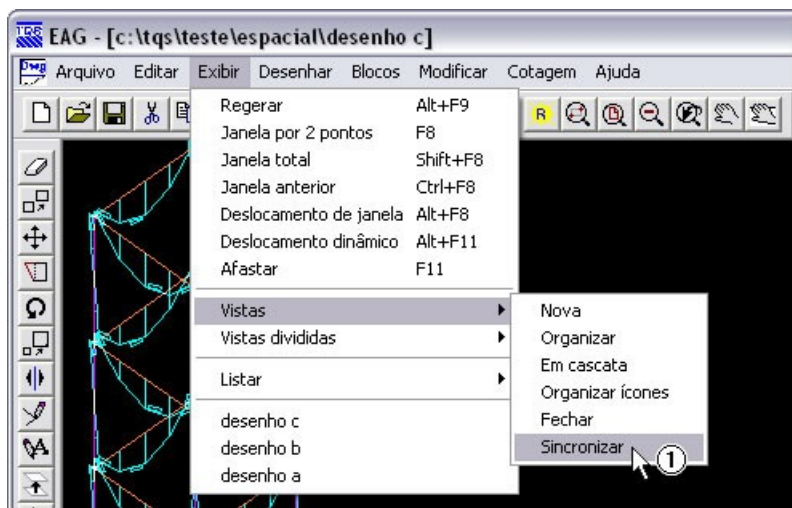 TQS EAG - [c:\tqs\teste\espacial\desenho c]
Dwg Arquivo Editar Exibir Desenhar Blocos Modificar Cotagem Ajuda
R
Regerar Alt+F9
Janela por 2 pontos F8
Janela total Shift+F8
Janela anterior Ctrl+F8
Deslocamento de janela Alt+F8
Deslocamento dinâmico Alt+F11
Afastar F11
Vistas
Vistas divididas
Listar
desenho c
desenho b
desenho a
Nova
Organizar
Em cascata
Organizar ícones
Fechar
Sincronizar
1